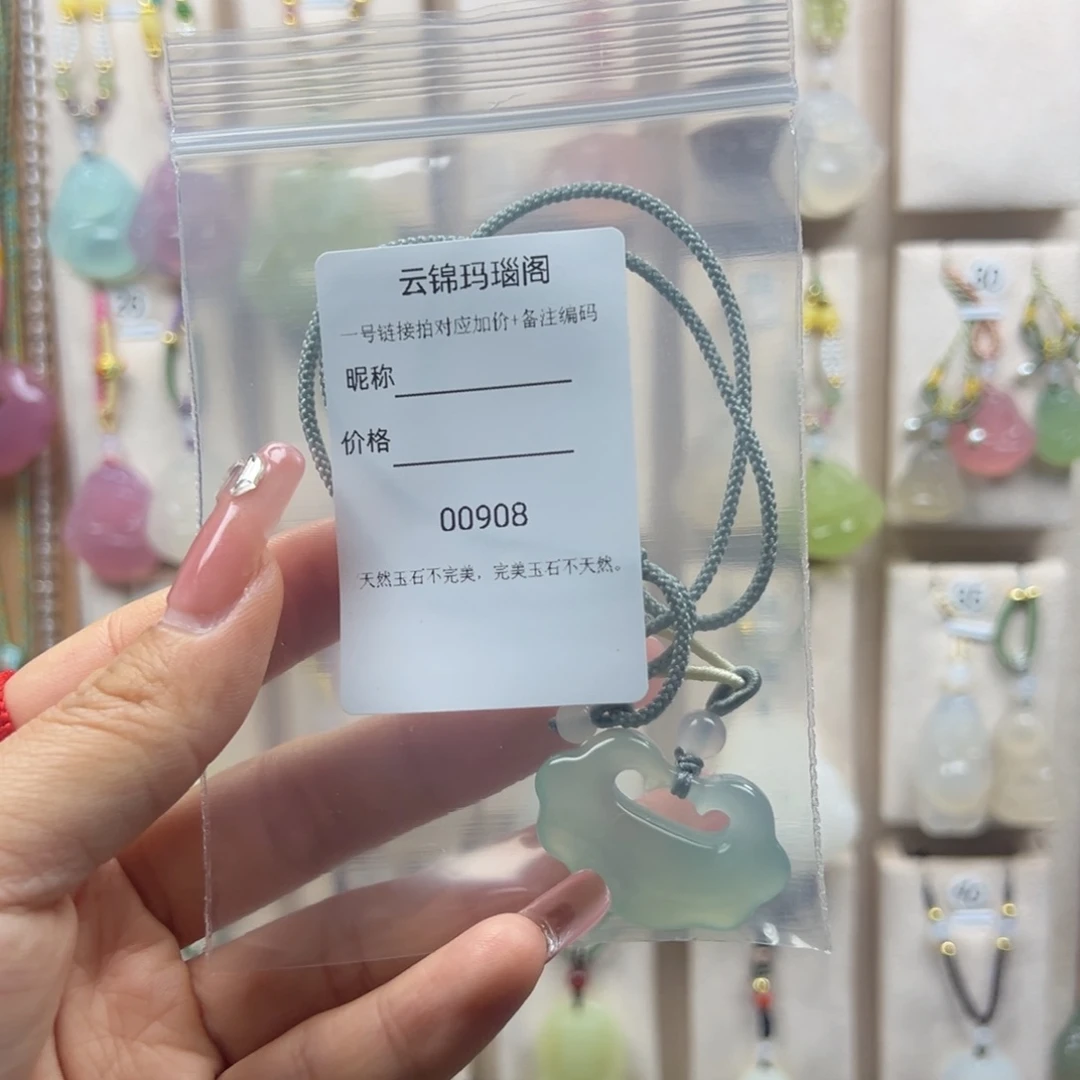 云锦玛瑙阁
一号链接拍对应加价+备注编码
昵称
价格
00908
天然玉石不完美，完美玉石不天然。